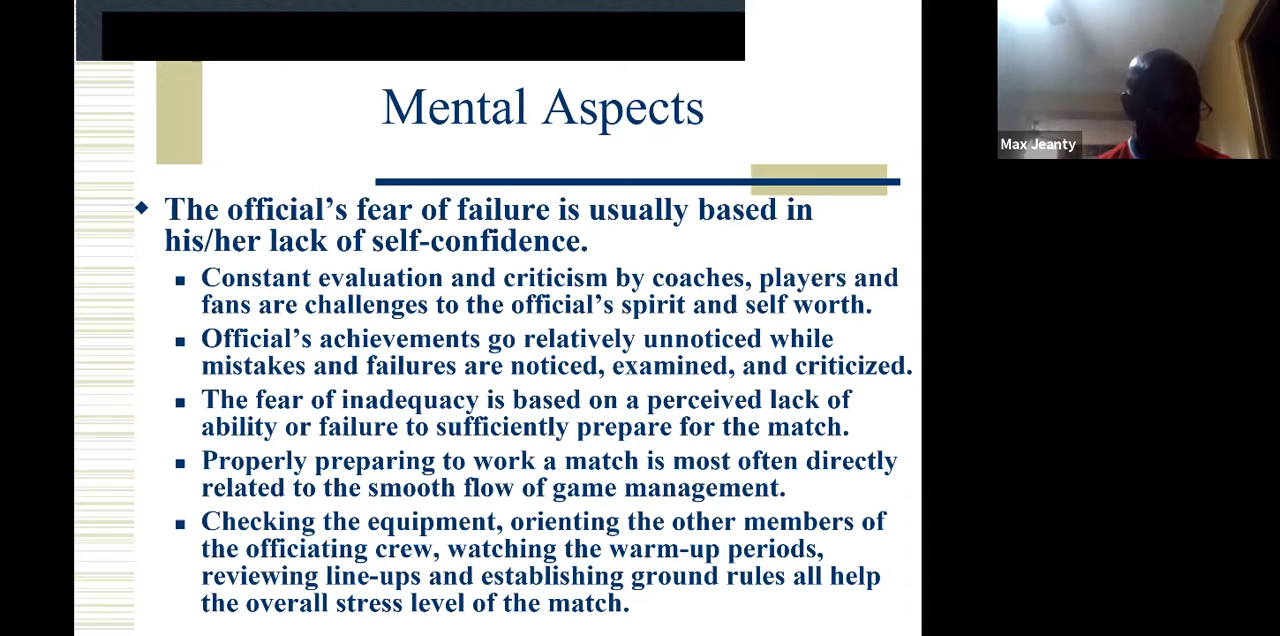 Mental Aspects
The official's fear of failure is usually based in
his/her lack of self-confidence.
Constant evaluation and criticism by coaches, players and
fans are challenges to the official's spirit and self worth.
Official's achievements go relatively unnoticed while
mistakes and failures are noticed, examined, and criticized.
The fear of inadequacy is based on a perceived lack of
ability or failure to sufficiently prepare for the match.
Properly preparing to work a match is most often directly
related to the smooth flow of game management.
Checking the equipment, orienting the other members of
the officiating crew, watching the warm-up periods,
reviewing line-ups and establishing ground rules all help
the overall stress level of the match.
Max Jeanty